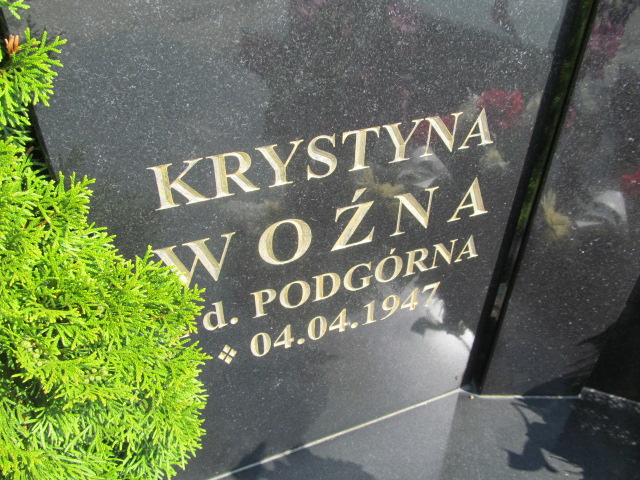 KRYSTYNA
WOŹNA
d. PODGÓRNA
04.04.1947